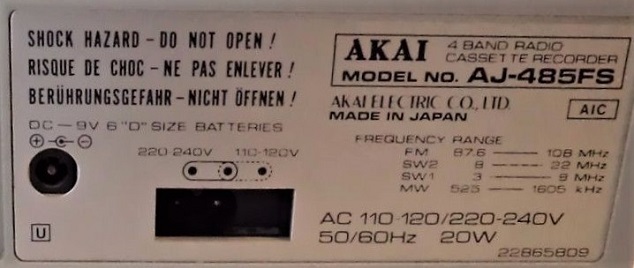 SHOCK HAZARD – DO NOT OPEN !
RISQUE DE CHOC – NE PAS ENLEVER !
BERÜHRUNGSGEFAHR – NICHT ÖFFNEN !
DC – 9V 6 "D" SIZE BATTERIES
220-240V 110-120V
U
AKAI 4 BAND RADIO
CASSETTE RECORDER
MODEL NO. AJ-485FS
AKAI ELECTRIC CO., LTD.
MADE IN JAPAN
AIC
FREQUENCY RANGE
FM 87.6 — 108 MHz
SW2 8 — 22 MHz
SW1 3 — 8 MHz
MW 525 — 1605 kHz
AC 110-120/220-240V
50/60Hz 20W
22865809